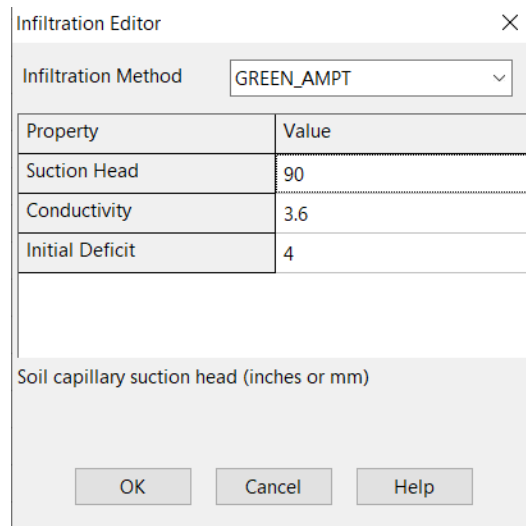 Infiltration Editor
Infiltration Method GREEN_AMPT
Property Value
Suction Head 90
Conductivity 3.6
Initial Deficit 4
Soil capillary suction head (inches or mm)
OK Cancel Help